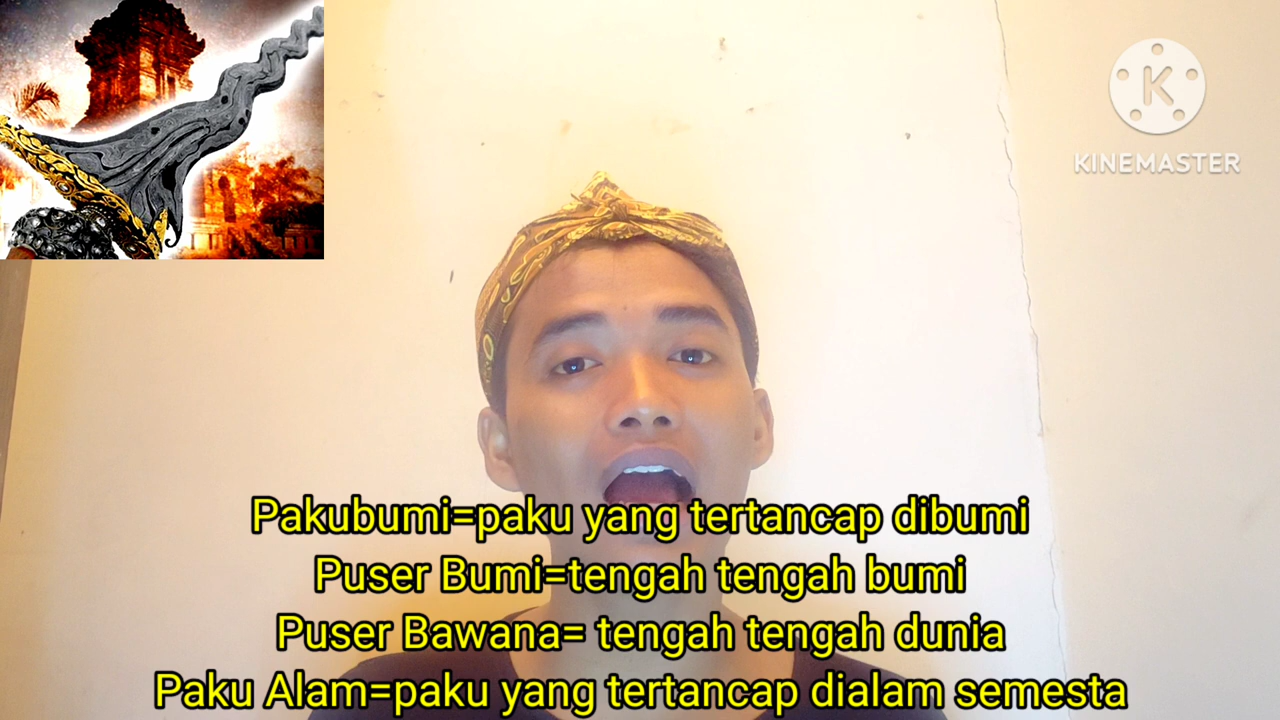 K
KINEMASTER
Pakubumi=paku yang tertancap dibumi
Puser Bumi=tengah tengah bumi
Puser Bawana= tengah tengah dunia
Paku Alam=paku yang tertancap dialam semesta